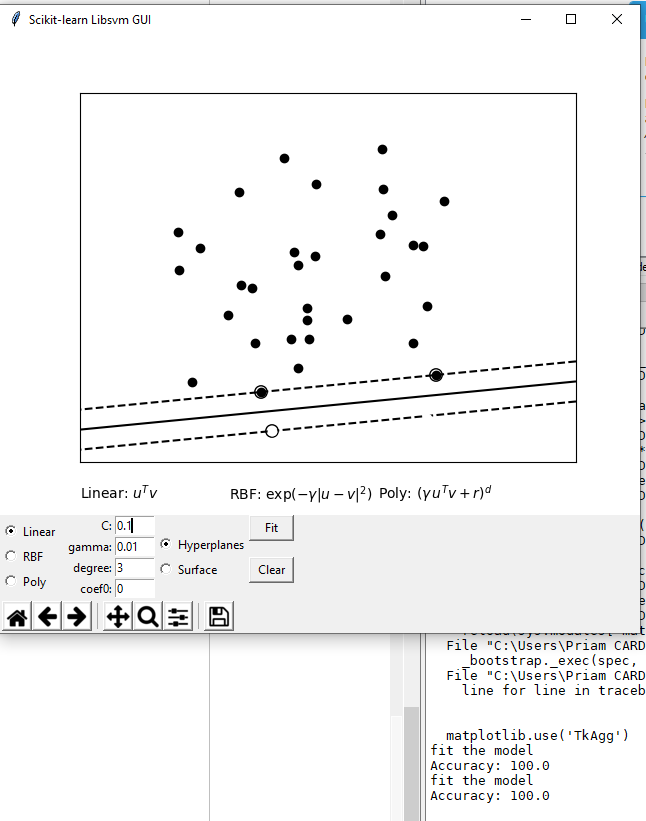 Scikit-learn Libsvm GUI
Linear: u^T v RBF: exp(−γ|u − v|^2) Poly: (γ u^T v + r)^d
Linear
RBF
Poly
C: 0.1
gamma: 0.01
degree: 3
coef0: 0
Hyperplanes
Surface
Fit
Clear
File "C:\Users\Priam CARD
_bootstrap._exec(spec,
File "C:\Users\Priam CARD
line for line in traceb
matplotlib.use('TkAgg')
fit the model
Accuracy: 100.0
fit the model
Accuracy: 100.0